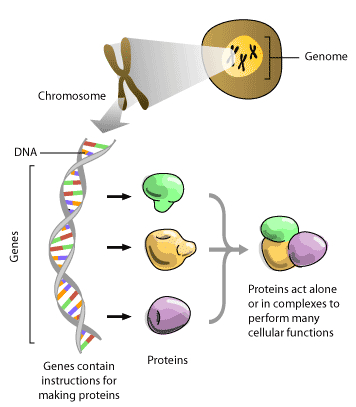 Genome
Chromosome
DNA
Genes
Genes contain
instructions for
making proteins
Proteins
Proteins act alone
or in complexes to
perform many
cellular functions